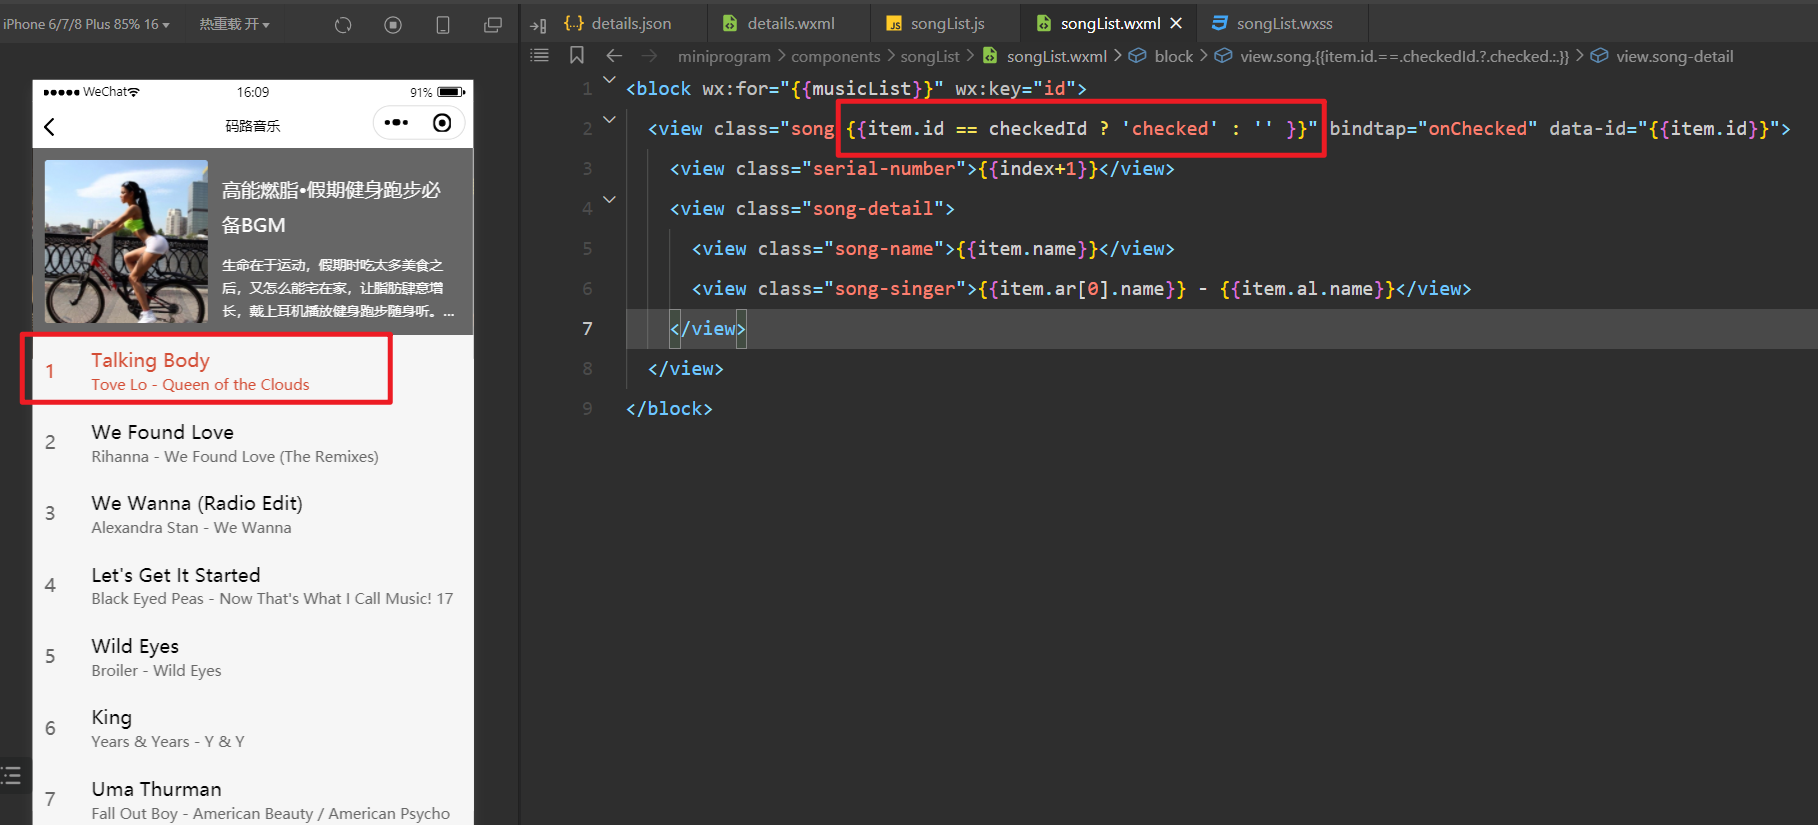 iPhone 6/7/8 Plus 85% 16
热重载 开
details.json
details.wxml
JS songList.js
songList.wxml
songList.wxss
miniprogram > components > songList > songList.wxml > block > view.song.{{item.id.==.checkedId.?.checked.:.}} > view.song-detail
WeChat
16:09
91%
码路音乐
高能燃脂•假期健身跑步必
备BGM
生命在于运动，假期时吃太多美食之
后，又怎么能宅在家，让脂肪肆意增
长，戴上耳机播放健身跑步随身听。...
1
Talking Body
Tove Lo - Queen of the Clouds
2
We Found Love
Rihanna - We Found Love (The Remixes)
3
We Wanna (Radio Edit)
Alexandra Stan - We Wanna
4
Let's Get It Started
Black Eyed Peas - Now That's What I Call Music! 17
5
Wild Eyes
Broiler - Wild Eyes
6
King
Years & Years - Y & Y
7
Uma Thurman
Fall Out Boy - American Beauty / American Psycho
1 <block wx:for="{{musicList}}" wx:key="id">
2 <view class="song {{item.id == checkedId ? 'checked' : '' }}" bindtap="onChecked" data-id="{{item.id}}">
3 <view class="serial-number">{{index+1}}</view>
4 <view class="song-detail">
5 <view class="song-name">{{item.name}}</view>
6 <view class="song-singer">{{item.ar[0].name}} - {{item.al.name}}</view>
7 </view>
8 </view>
9 </block>